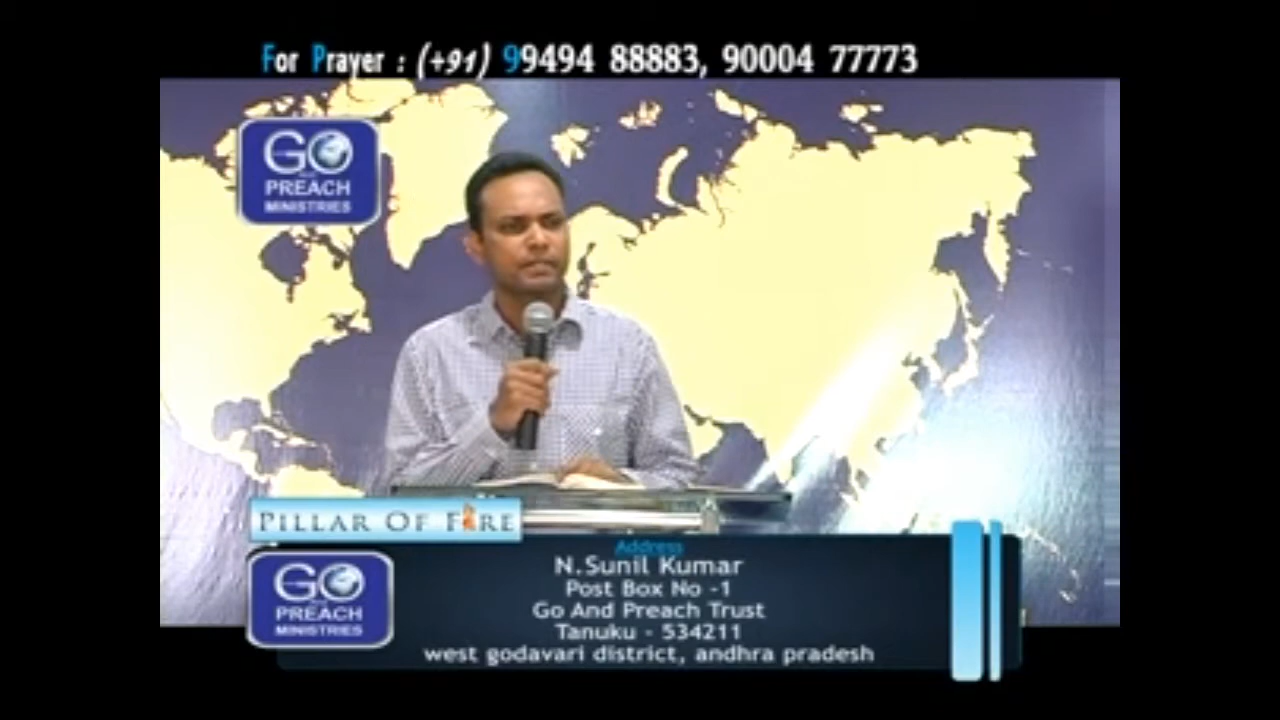 For Prayer : (+91) 99494 88883, 90004 77773
GO
PREACH
MINISTRIES
PILLAR OF FIRE
Address
N.Sunil Kumar
GO
PREACH
MINISTRIES
Post Box No -1
Go And Preach Trust
Tanuku - 534211
west godavari district, andhra pradesh